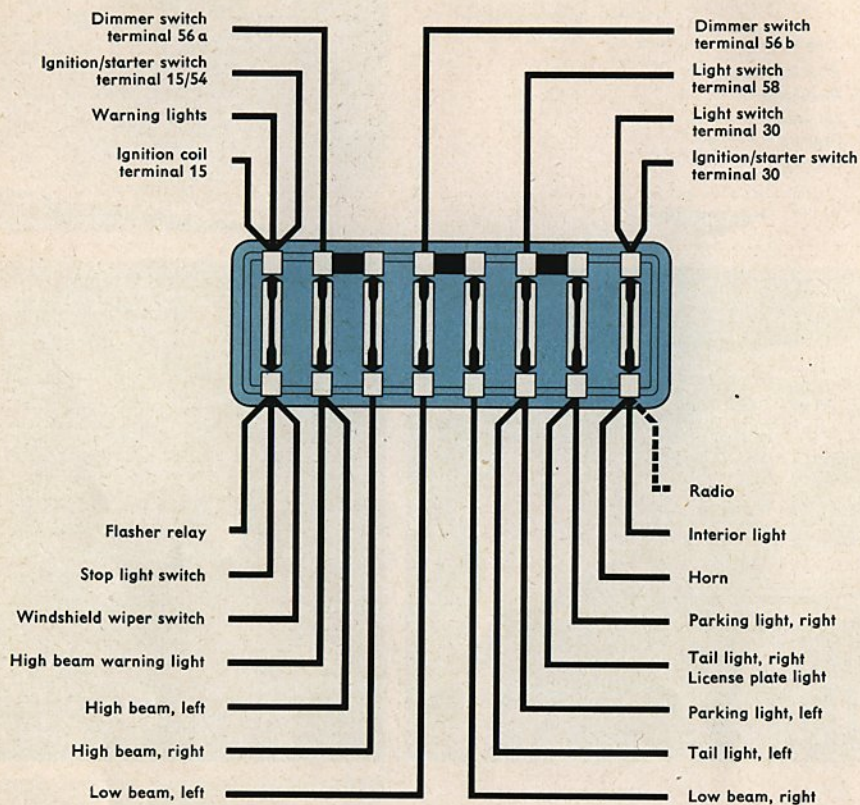 Dimmer switch
terminal 56 a
Ignition/starter switch
terminal 15/54
Warning lights
Ignition coil
terminal 15
Dimmer switch
terminal 56 b
Light switch
terminal 58
Light switch
terminal 30
Ignition/starter switch
terminal 30
Flasher relay
Stop light switch
Windshield wiper switch
High beam warning light
High beam, left
High beam, right
Low beam, left
Radio
Interior light
Horn
Parking light, right
Tail light, right
License plate light
Parking light, left
Tail light, left
Low beam, right